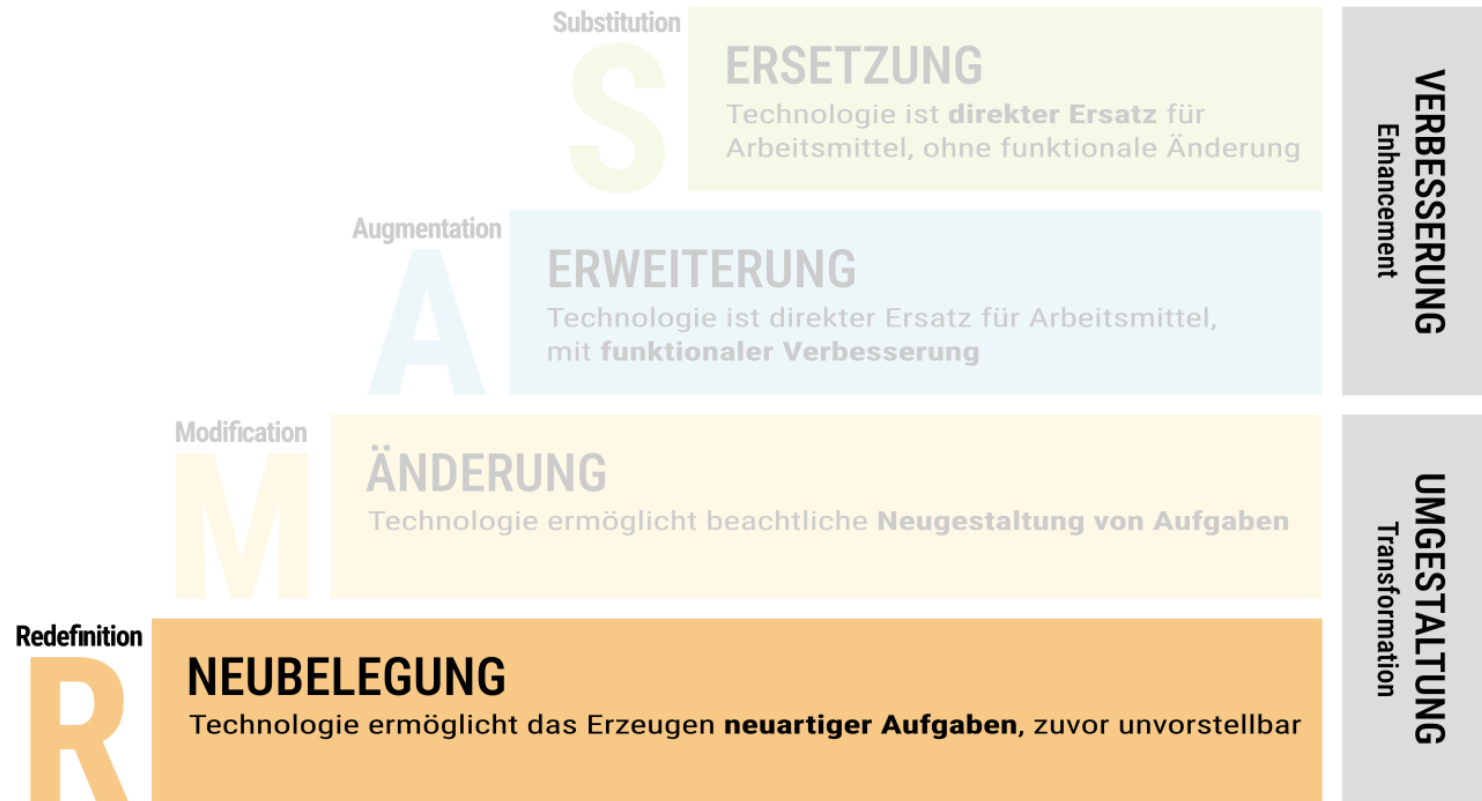 Substitution
S
ERSETZUNG
Technologie ist direkter Ersatz für
Arbeitsmittel, ohne funktionale Änderung
Augmentation
A
ERWEITERUNG
Technologie ist direkter Ersatz für Arbeitsmittel,
mit funktionaler Verbesserung
VERBESSERUNG
Enhancement
Modification
M
ÄNDERUNG
Technologie ermöglicht beachtliche Neugestaltung von Aufgaben
Redefinition
R
NEUBELEGUNG
Technologie ermöglicht das Erzeugen neuartiger Aufgaben, zuvor unvorstellbar
UMGESTALTUNG
Transformation